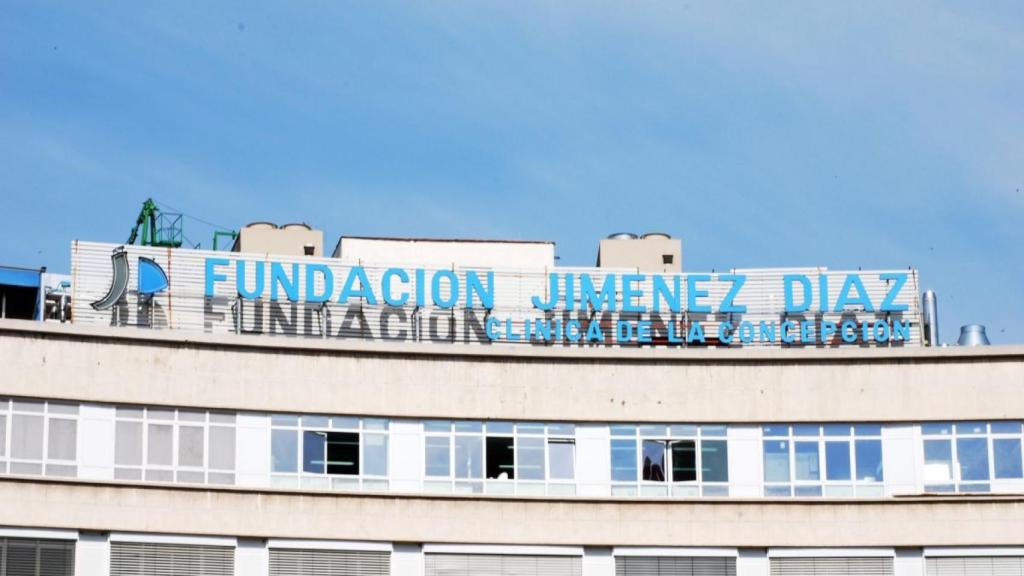 FUNDACION JIMENEZ DIAZ
CLINICA DE LA CONCEPCION